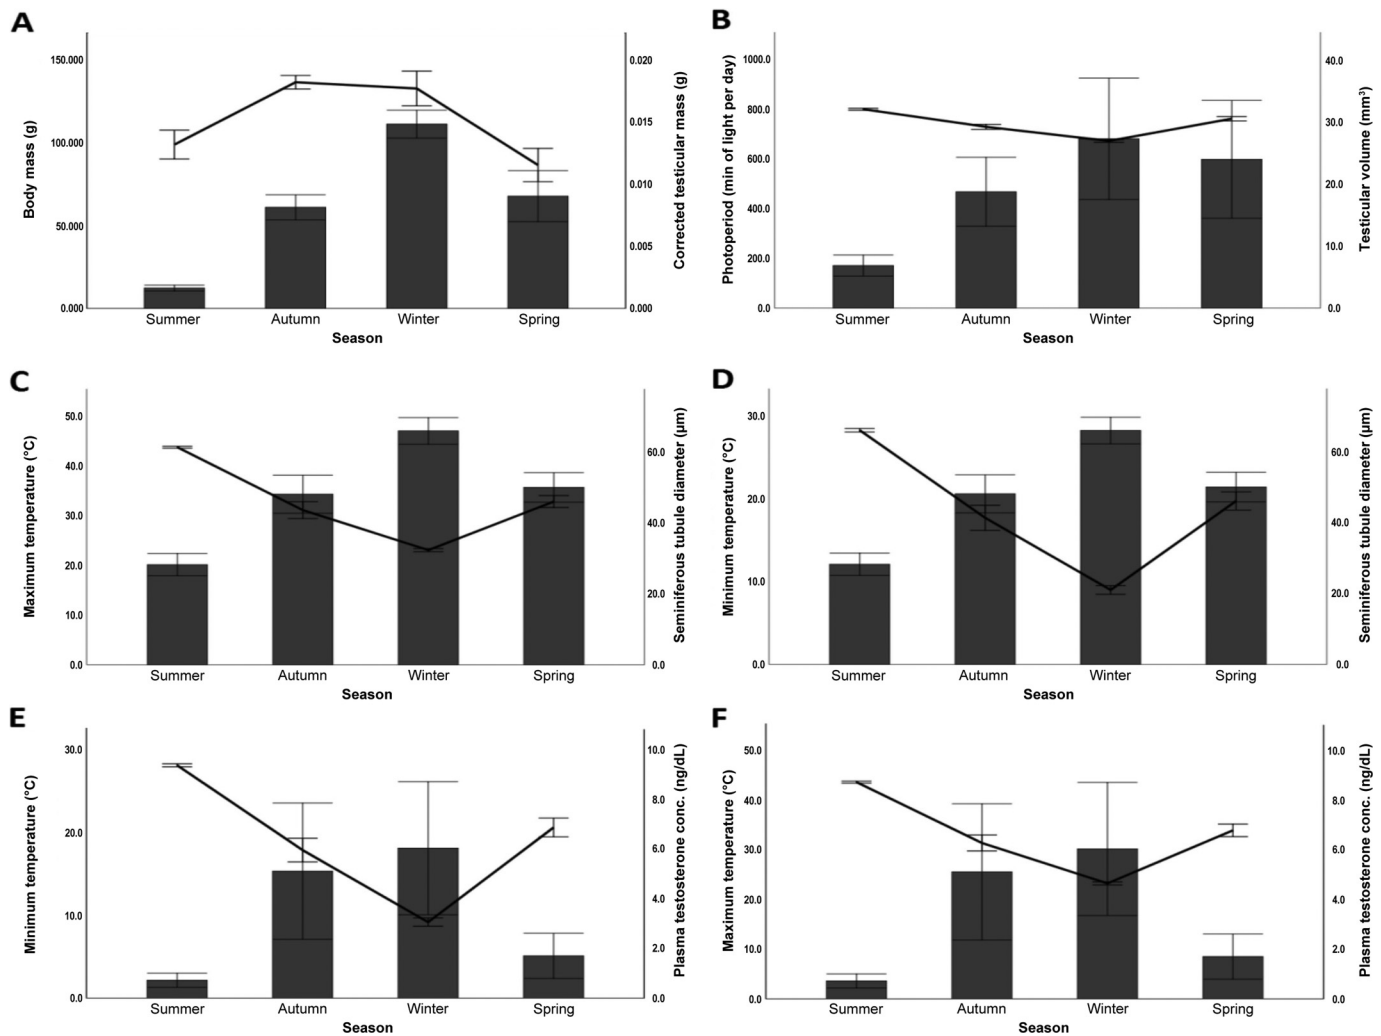 A
Body mass (g)
150.000
100.000
50.000
0.000
0.020
0.015
0.010
0.005
0.000
Corrected testicular mass (g)
Summer Autumn Winter Spring
Season
B
Photoperiod (min of light per day)
1000.0
800.0
600.0
400.0
200.0
0.0
40.0
30.0
20.0
10.0
0.0
Testicular volume (mm³)
Summer Autumn Winter Spring
Season
C
Maximum temperature (°C)
50.0
40.0
30.0
20.0
10.0
0.0
60.0
40.0
20.0
0.0
Seminiferous tubule diameter (µm)
Summer Autumn Winter Spring
Season
D
Minimum temperature (°C)
30.0
20.0
10.0
0.0
60.0
40.0
20.0
0.0
Seminiferous tubule diameter (µm)
Summer Autumn Winter Spring
Season
E
Minimum temperature (°C)
30.0
20.0
10.0
0.0
10.0
8.0
6.0
4.0
2.0
0.0
Plasma testosterone conc. (ng/dL)
Summer Autumn Winter Spring
Season
F
Maximum temperature (°C)
50.0
40.0
30.0
20.0
10.0
0.0
10.0
8.0
6.0
4.0
2.0
0.0
Plasma testosterone conc. (ng/dL)
Summer Autumn Winter Spring
Season